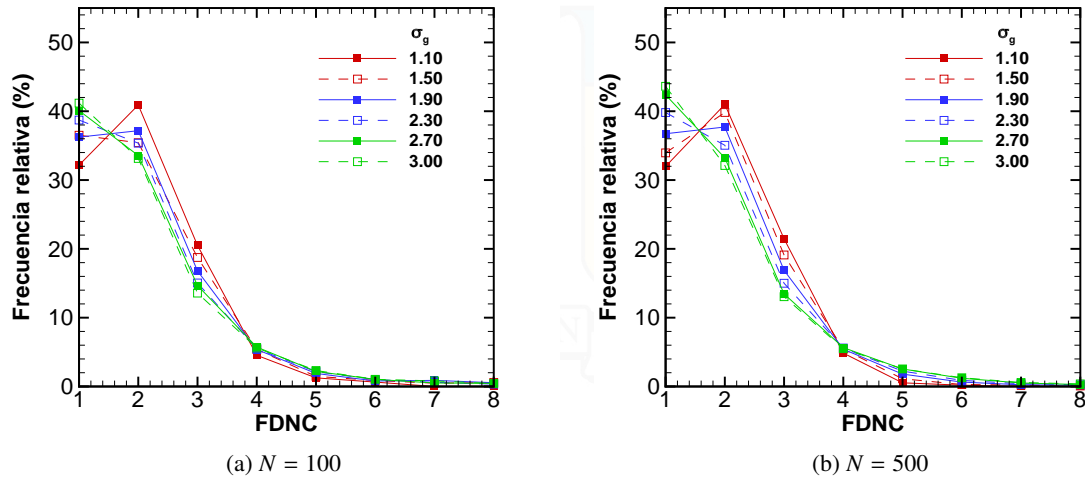 Frecuencia relativa (%)
50
40
30
20
10
0
σg
1.10
1.50
1.90
2.30
2.70
3.00
1 2 3 4 5 6 7 8
FDNC
(a) N = 100
Frecuencia relativa (%)
50
40
30
20
10
0
σg
1.10
1.50
1.90
2.30
2.70
3.00
1 2 3 4 5 6 7 8
FDNC
(b) N = 500